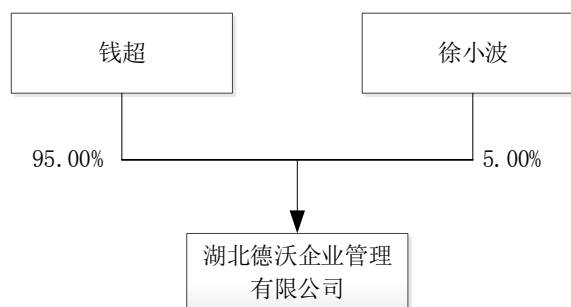 钱超
徐小波
95.00%
5.00%
湖北德沃企业管理
有限公司